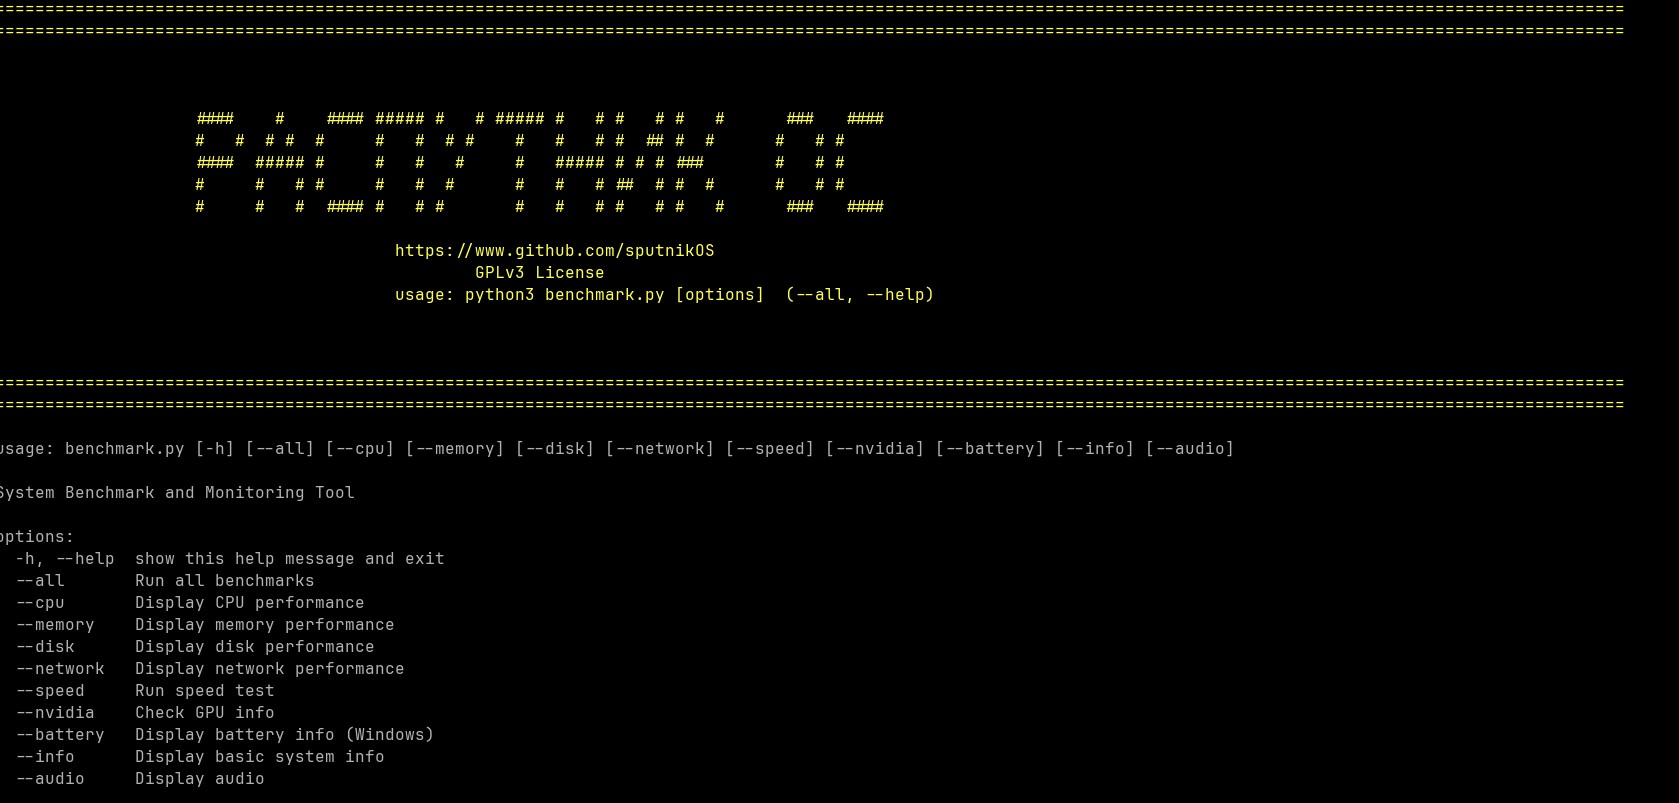 РАСПУТНИК ОС
https://www.github.com/sputnikOS
GPLv3 License
usage: python3 benchmark.py [options]  (--all, --help)
usage: benchmark.py [-h] [--all] [--cpu] [--memory] [--disk] [--network] [--speed] [--nvidia] [--battery] [--info] [--audio]
System Benchmark and Monitoring Tool
options:
-h, --help  show this help message and exit
--all       Run all benchmarks
--cpu       Display CPU performance
--memory    Display memory performance
--disk      Display disk performance
--network   Display network performance
--speed     Run speed test
--nvidia    Check GPU info
--battery   Display battery info (Windows)
--info      Display basic system info
--audio     Display audio